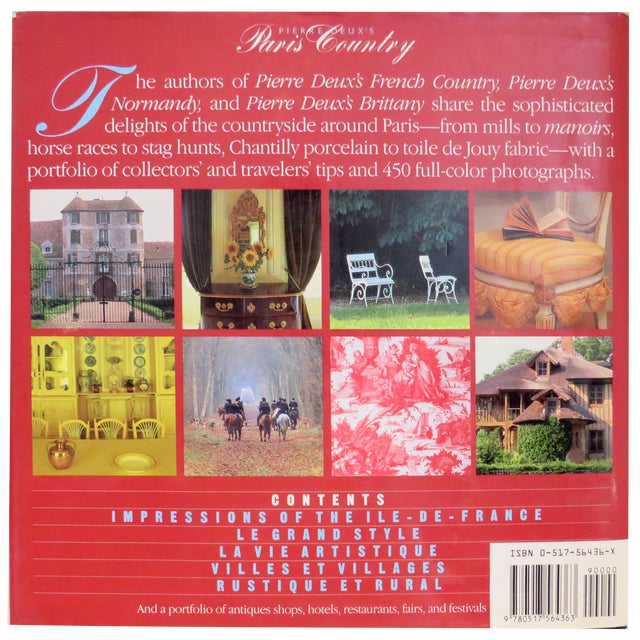 PIERRE DEUX'S
Paris Country
The authors of Pierre Deux's French Country, Pierre Deux's
Normandy, and Pierre Deux's Brittany share the sophisticated
delights of the countryside around Paris—from mills to manoirs,
horse races to stag hunts, Chantilly porcelain to toile de Jouy fabric—with a
portfolio of collectors' and travelers' tips and 450 full-color photographs.
CONTENTS
IMPRESSIONS OF THE ILE-DE-FRANCE
LE GRAND STYLE
LA VIE ARTISTIQUE
VILLES ET VILLAGES
RUSTIQUE ET RURAL
And a portfolio of antiques shops, hotels, restaurants, fairs, and festivals
ISBN 0-517-56436-X
90000
9 780517 564363